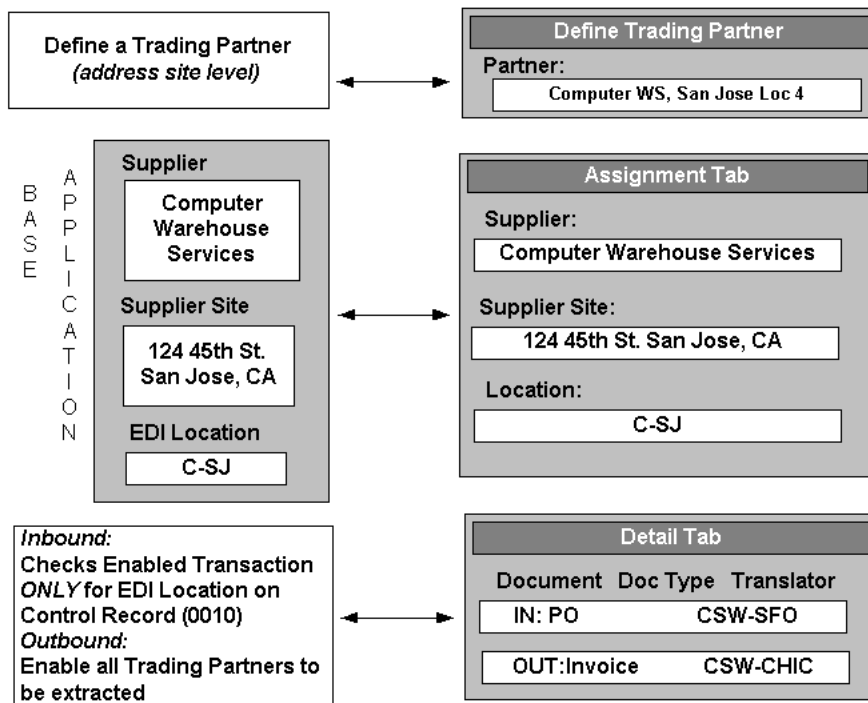 Define a Trading Partner
(address site level)
Define Trading Partner
Partner:
Computer WS, San Jose Loc 4
BASE
APPLICATION
Supplier
Computer
Warehouse
Services
Supplier Site
124 45th St.
San Jose, CA
EDI Location
C-SJ
Assignment Tab
Supplier:
Computer Warehouse Services
Supplier Site:
124 45th St. San Jose, CA
Location:
C-SJ
Inbound:
Checks Enabled Transaction
ONLY for EDI Location on
Control Record (0010)
Outbound:
Enable all Trading Partners to
be extracted
Detail Tab
Document Doc Type Translator
IN: PO CSW-SFO
OUT:Invoice CSW-CHIC